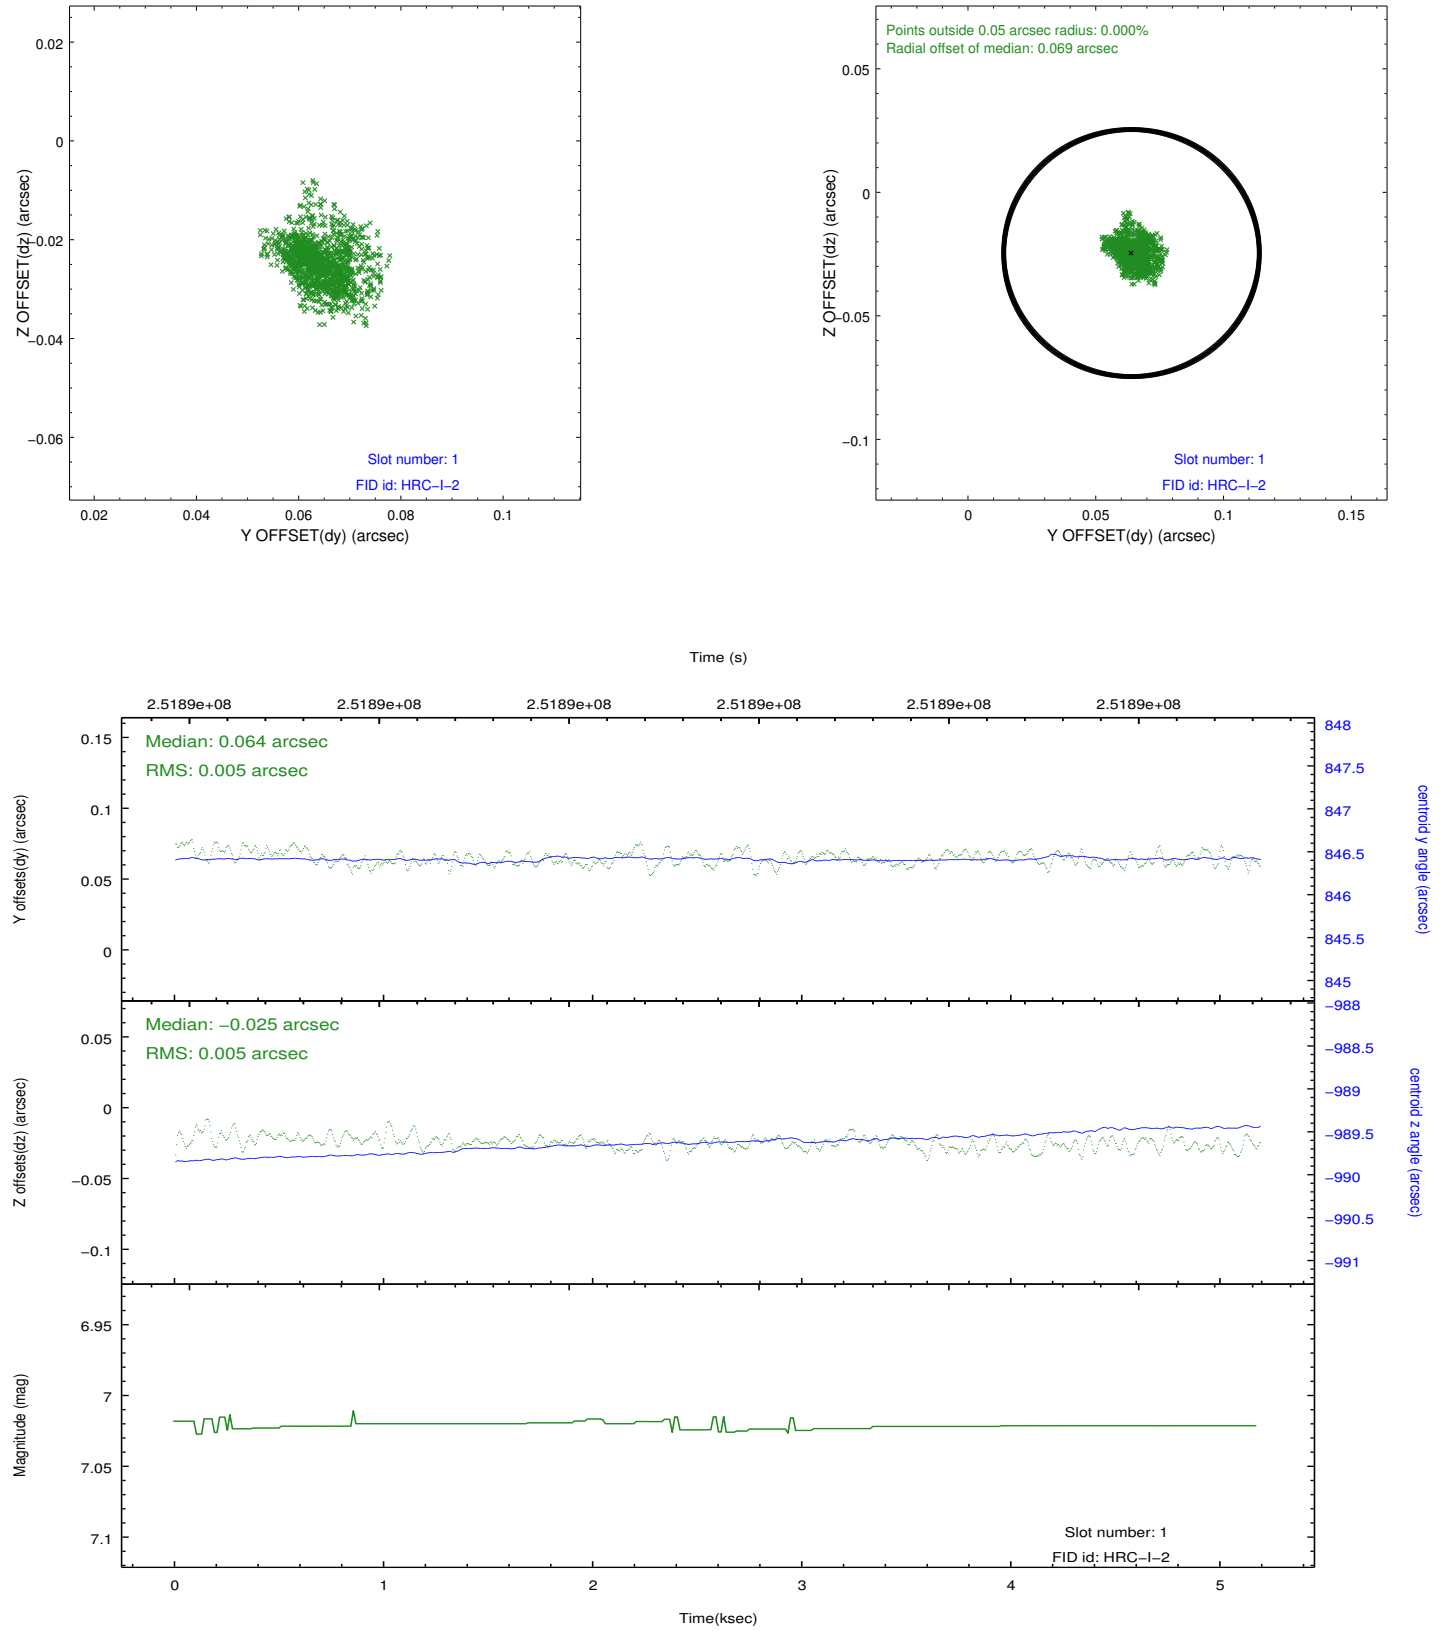 0.02
0
−0.02
−0.04
−0.06
Z OFFSET(dz) (arcsec)
Slot number: 1
FID id: HRC−I−2
0.02 0.04 0.06 0.08 0.1
Y OFFSET(dy) (arcsec)
Points outside 0.05 arcsec radius: 0.000%
Radial offset of median: 0.069 arcsec
0.05
0
−0.05
−0.1
Z OFFSET(dz) (arcsec)
Slot number: 1
FID id: HRC−I−2
0 0.05 0.1 0.15
Y OFFSET(dy) (arcsec)
Time (s)
2.5189e+08 2.5189e+08 2.5189e+08 2.5189e+08 2.5189e+08 2.5189e+08
Median: 0.064 arcsec
RMS: 0.005 arcsec
0.15
0.1
0.05
0
Y offsets(dy) (arcsec)
848
847.5
847
846.5
846
845.5
845
centroid y angle (arcsec)
Median: −0.025 arcsec
RMS: 0.005 arcsec
0.05
0
−0.05
−0.1
Z offsets(dz) (arcsec)
−988
−988.5
−989
−989.5
−990
−990.5
−991
centroid z angle (arcsec)
6.95
7
7.05
7.1
Magnitude (mag)
Slot number: 1
FID id: HRC−I−2
0 1 2 3 4 5
Time(ksec)